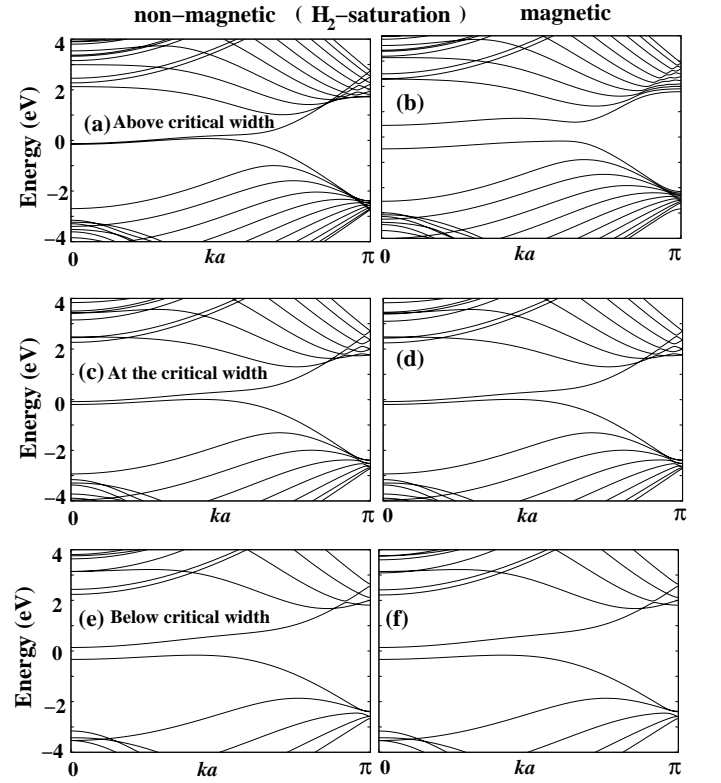 non-magnetic ( H2-saturation ) magnetic
4
2
0
-2
-4
Energy (eV)
(a) Above critical width
(b)
0 ka π 0 ka π
4
2
0
-2
-4
Energy (eV)
(c) At the critical width
(d)
0 ka π 0 ka π
4
2
0
-2
-4
Energy (eV)
(e) Below critical width
(f)
0 ka π 0 ka π